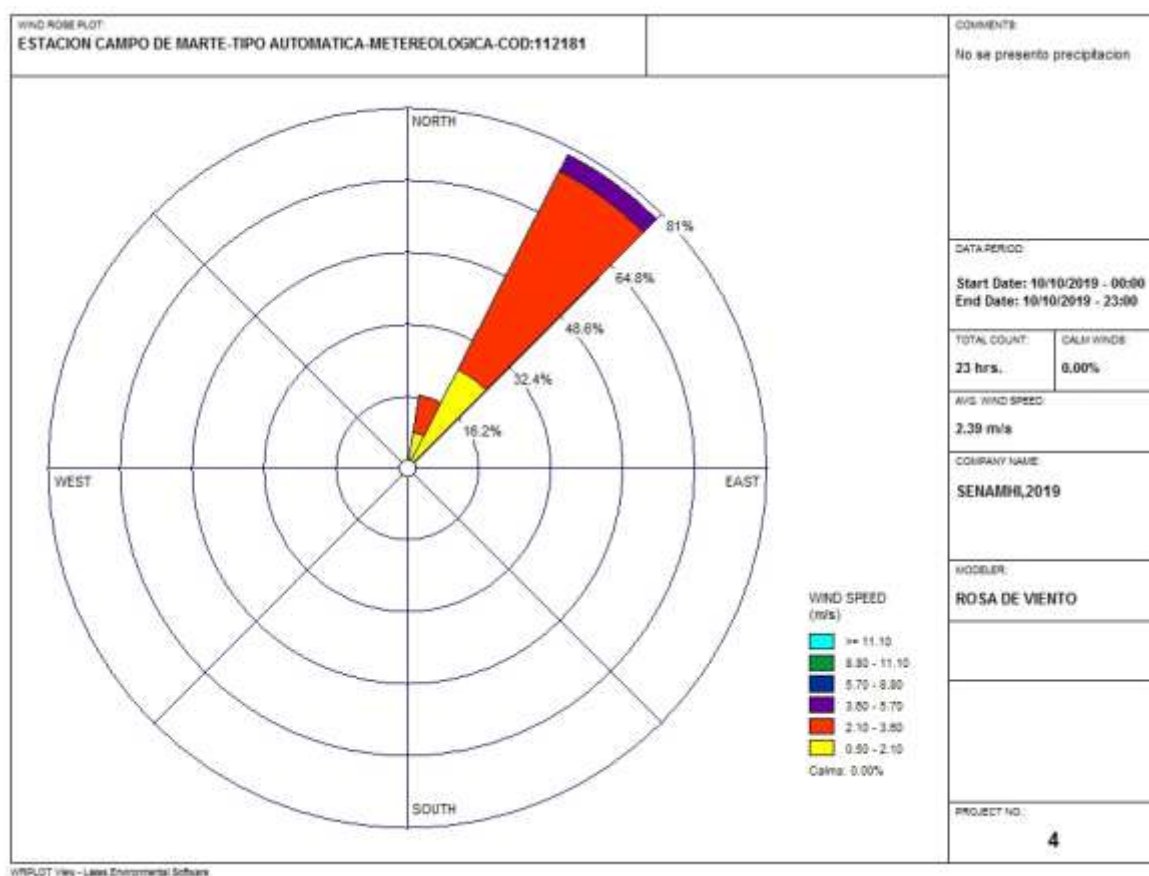 WIND ROSE PLOT:
ESTACION CAMPO DE MARTE-TIPO AUTOMATICA-METEREOLOGICA-COD:112181
COMMENTS:
No se presento precipitacion
NORTH
81%
64.8%
48.6%
32.4%
16.2%
WEST
EAST
SOUTH
WIND SPEED
(m/s)
>= 11.10
8.80 - 11.10
5.70 - 8.80
3.60 - 5.70
2.10 - 3.60
0.50 - 2.10
Calms: 0.00%
DATA PERIOD:
Start Date: 10/10/2019 - 00:00
End Date: 10/10/2019 - 23:00
TOTAL COUNT:
23 hrs.
CALM WINDS:
0.00%
AVG. WIND SPEED:
2.39 m/s
COMPANY NAME:
SENAMHI,2019
MODELER:
ROSA DE VIENTO
PROJECT NO.:
4
WRPLOT View - Lakes Environmental Software